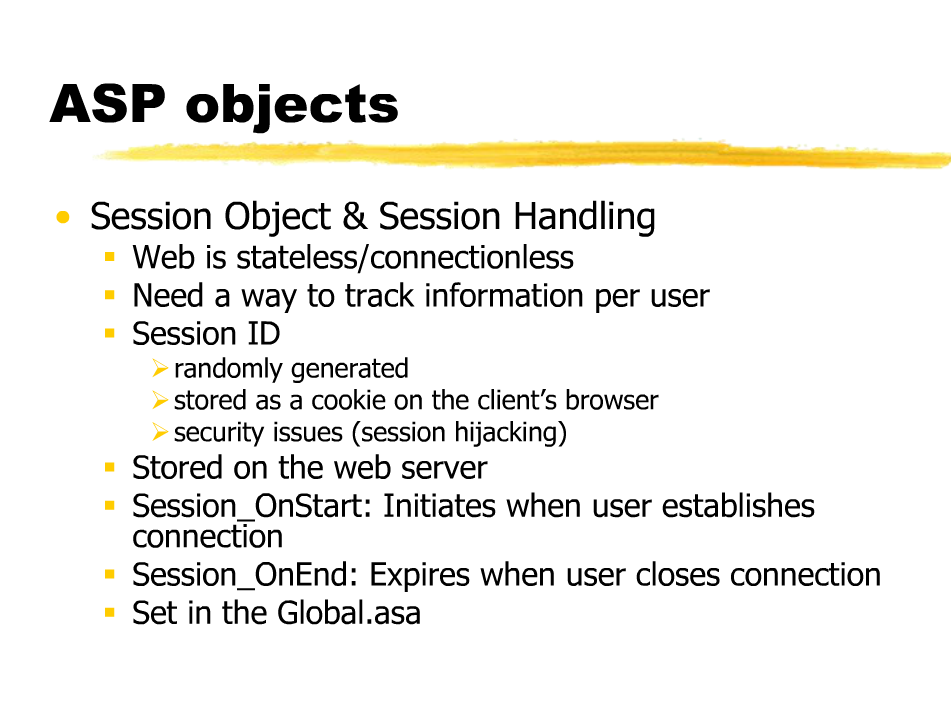 ASP objects
Session Object & Session Handling
Web is stateless/connectionless
Need a way to track information per user
Session ID
randomly generated
stored as a cookie on the client’s browser
security issues (session hijacking)
Stored on the web server
Session_OnStart: Initiates when user establishes
connection
Session_OnEnd: Expires when user closes connection
Set in the Global.asa